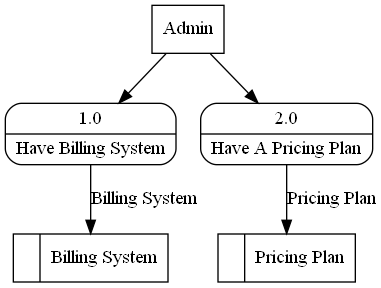 Admin
1.0
2.0
Have Billing System
Have A Pricing Plan
Billing System
Pricing Plan
Billing System
Pricing Plan